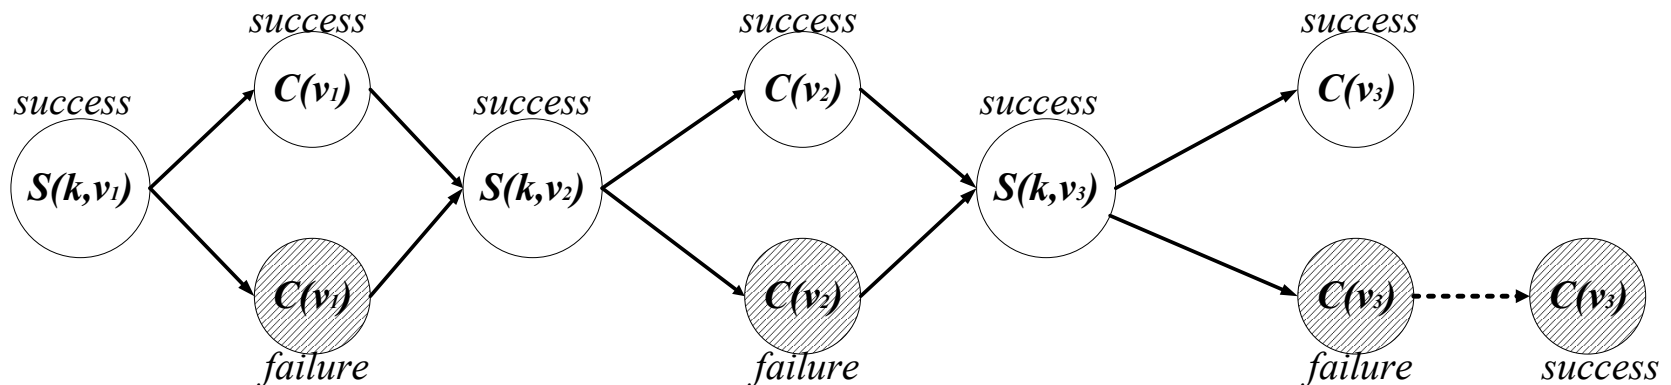 success
success
success
C(v₁)
C(v₂)
C(v₃)
success
success
success
S(k,v₁)
S(k,v₂)
S(k,v₃)
C(v₁)
C(v₂)
C(v₃)
C(v₃)
failure
failure
failure
success